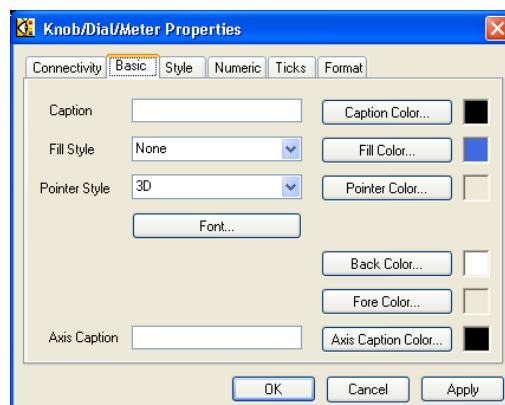 Knob/Dial/Meter Properties
Connectivity Basic Style Numeric Ticks Format
Caption Caption Color...
Fill Style None Fill Color...
Pointer Style 3D Pointer Color...
Font...
Back Color...
Fore Color...
Axis Caption Axis Caption Color...
OK Cancel Apply